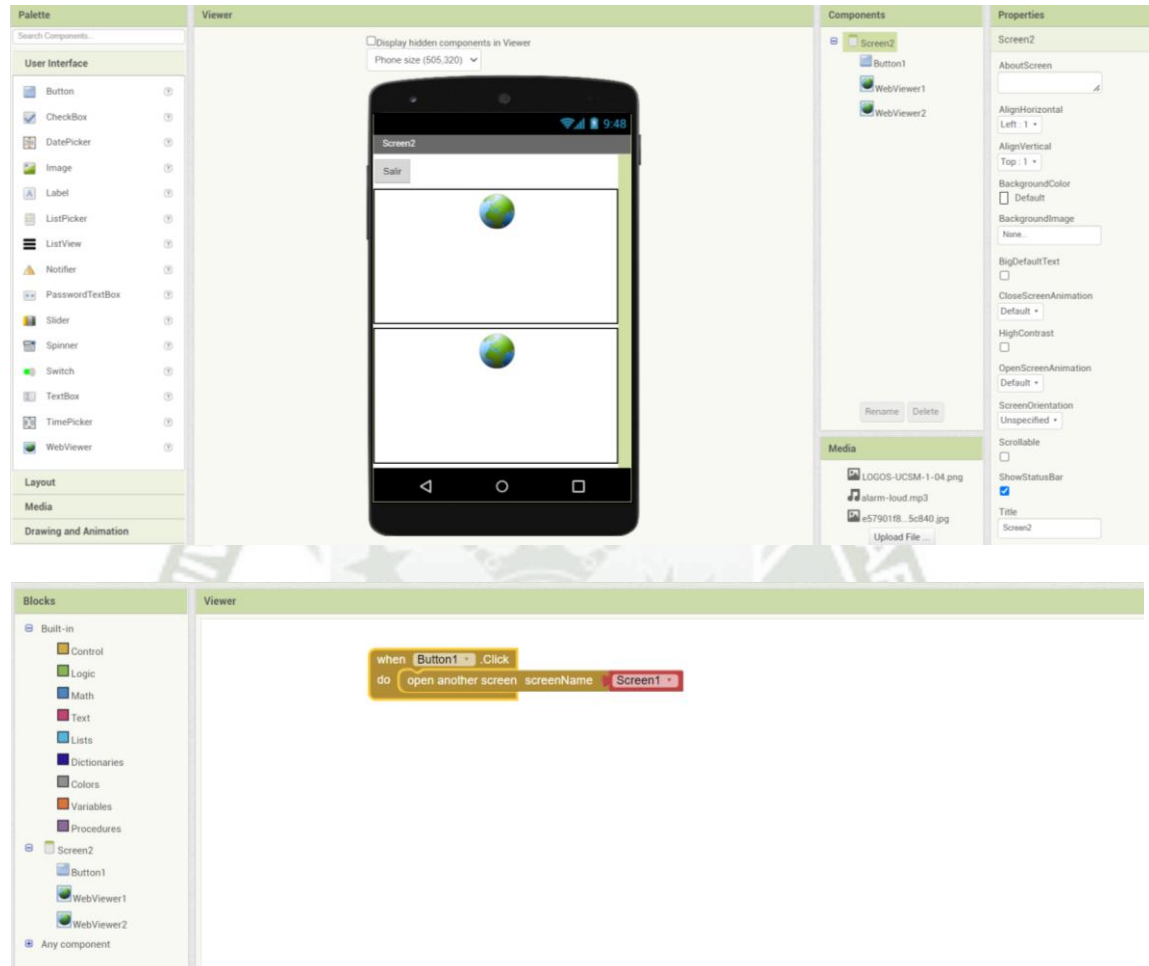 Palette
Search Components...
User Interface
Button
CheckBox
DatePicker
Image
Label
ListPicker
ListView
Notifier
PasswordTextBox
Slider
Spinner
Switch
TextBox
TimePicker
WebViewer
Layout
Media
Drawing and Animation
Viewer
Display hidden components in Viewer
Phone size (505,320)
9:48
Screen2
Salir
Components
Screen2
Button1
WebViewer1
WebViewer2
Rename Delete
Media
LOGOS-UCSM-1-04.png
alarm-loud.mp3
e57901f8...5c840.jpg
Upload File ...
Properties
Screen2
AboutScreen
AlignHorizontal
Left : 1
AlignVertical
Top : 1
BackgroundColor
Default
BackgroundImage
None...
BigDefaultText
CloseScreenAnimation
Default
HighContrast
OpenScreenAnimation
Default
ScreenOrientation
Unspecified
Scrollable
ShowStatusBar
Title
Screen2
Blocks
Built-in
Control
Logic
Math
Text
Lists
Dictionaries
Colors
Variables
Procedures
Screen2
Button1
WebViewer1
WebViewer2
Any component
Viewer
when Button1 .Click
do open another screen screenName Screen1